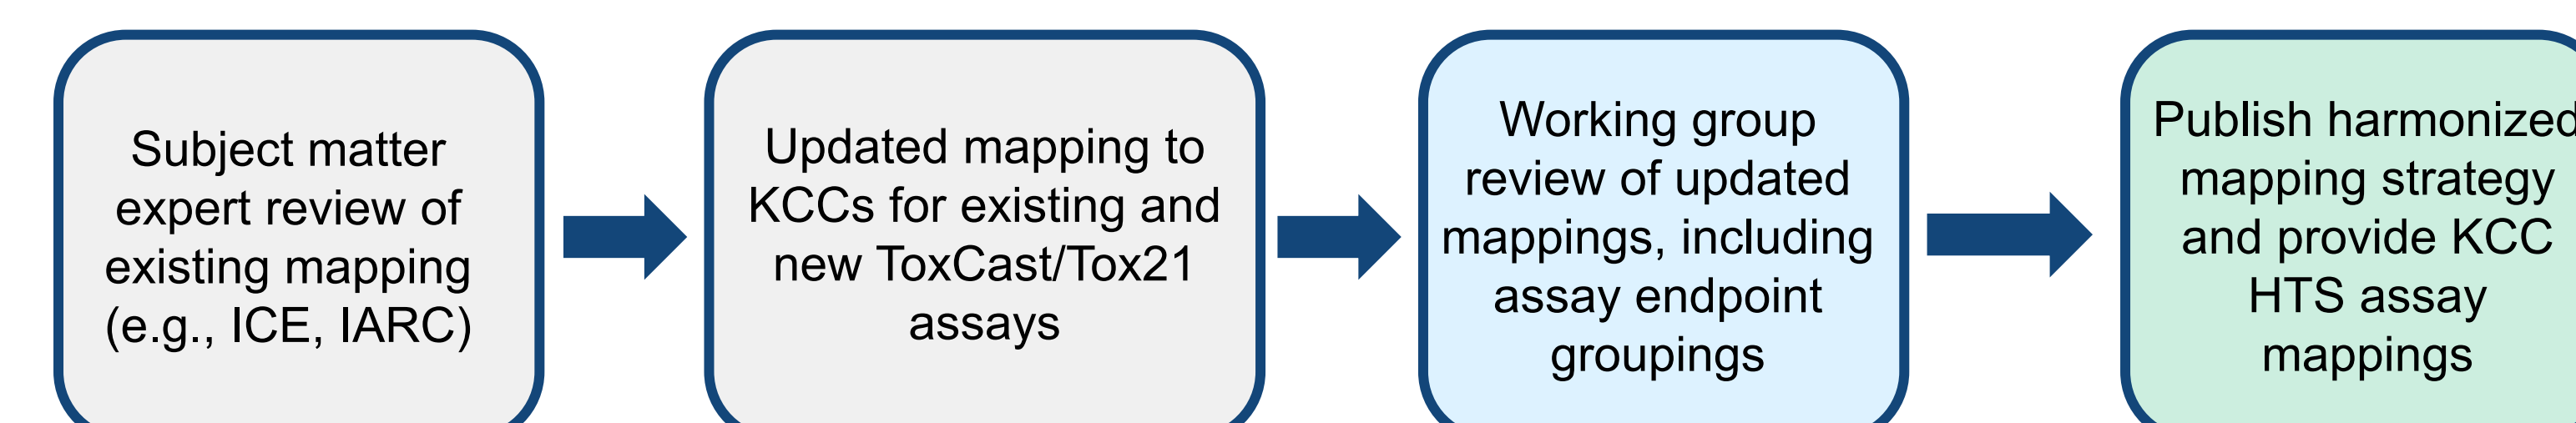 Subject matter
expert review of
existing mapping
(e.g., ICE, IARC)
Updated mapping to
KCCs for existing and
new ToxCast/Tox21
assays
Working group
review of updated
mappings, including
assay endpoint
groupings
Publish harmonized
mapping strategy
and provide KCC
HTS assay
mappings